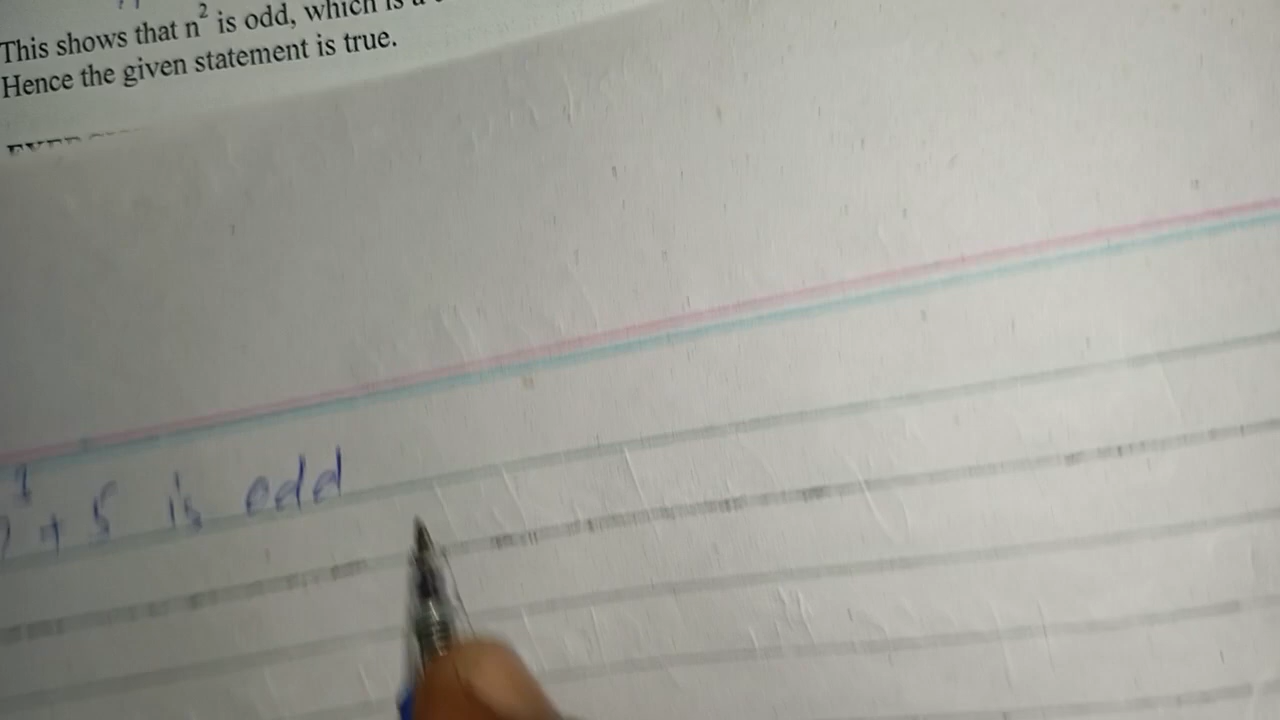 This shows that n² is odd, which is a
Hence the given statement is true.
+ 5 is odd